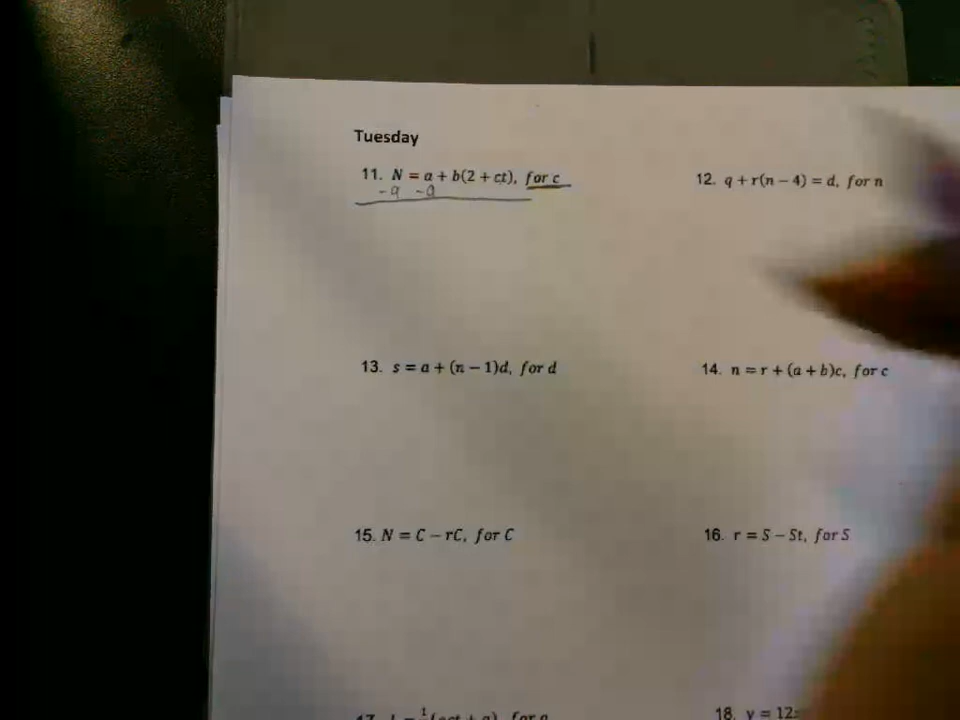 Tuesday
11. N = a + b(2 + ct), for c
-a -a
12. q + r(n − 4) = d, for n
13. s = a + (n − 1)d, for d
14. n = r + (a + b)c, for c
15. N = C − rC, for C
16. r = S − St, for S
18. y = 12